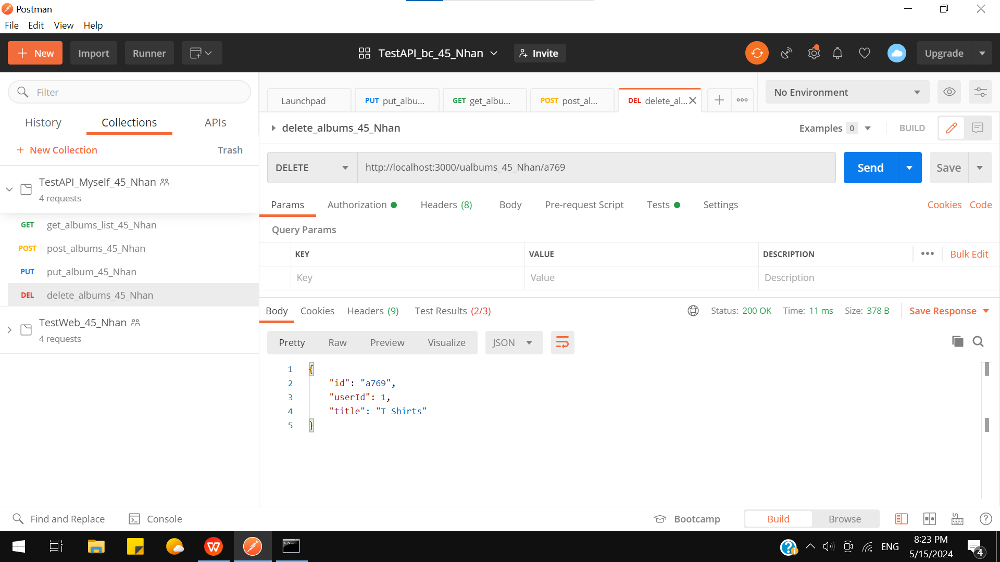 Postman
File Edit View Help
New Import Runner TestAPI_bc_45_Nhan Invite Upgrade
Filter
Launchpad PUT put_albu... GET get_albu... POST post_al... DEL delete_al... No Environment
History Collections APIs
delete_albums_45_Nhan Examples 0 BUILD
+ New Collection Trash
DELETE http://localhost:3000/ualbums_45_Nhan/a769 Send Save
TestAPI_Myself_45_Nhan
4 requests
Params Authorization Headers (8) Body Pre-request Script Tests Settings Cookies Code
GET get_albums_list_45_Nhan
Query Params
POST post_albums_45_Nhan
KEY VALUE DESCRIPTION ••• Bulk Edit
PUT put_album_45_Nhan
Key Value Description
DEL delete_albums_45_Nhan
Body Cookies Headers (9) Test Results (2/3) Status: 200 OK Time: 11 ms Size: 378 B Save Response
TestWeb_45_Nhan
4 requests
Pretty Raw Preview Visualize JSON
1 {
2 "id": "a769",
3 "userId": 1,
4 "title": "T Shirts"
5 }
Find and Replace Console Bootcamp Build Browse
ENG
8:23 PM
5/15/2024
4